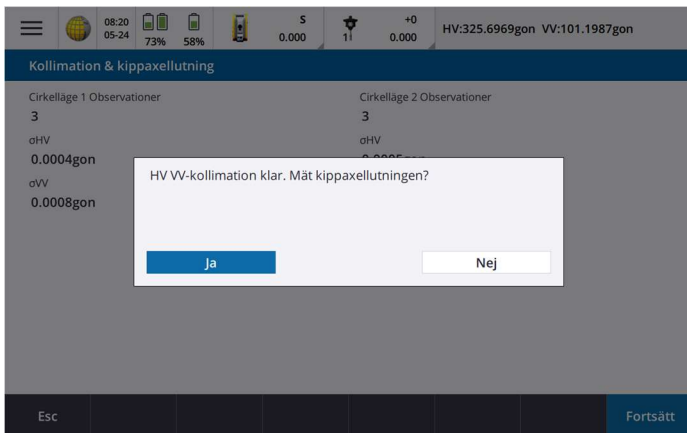 08:20
05-24
73%
58%
S
0.000
11
+0
0.000
HV:325.6969gon VV:101.1987gon
Kollimation & kippaxellutning
Cirkelläge 1 Observationer
3
σHV
0.0004gon
σVV
0.0008gon
Cirkelläge 2 Observationer
3
σHV
HV VV-kollimation klar. Mät kippaxellutningen?
Ja
Nej
Esc
Fortsätt